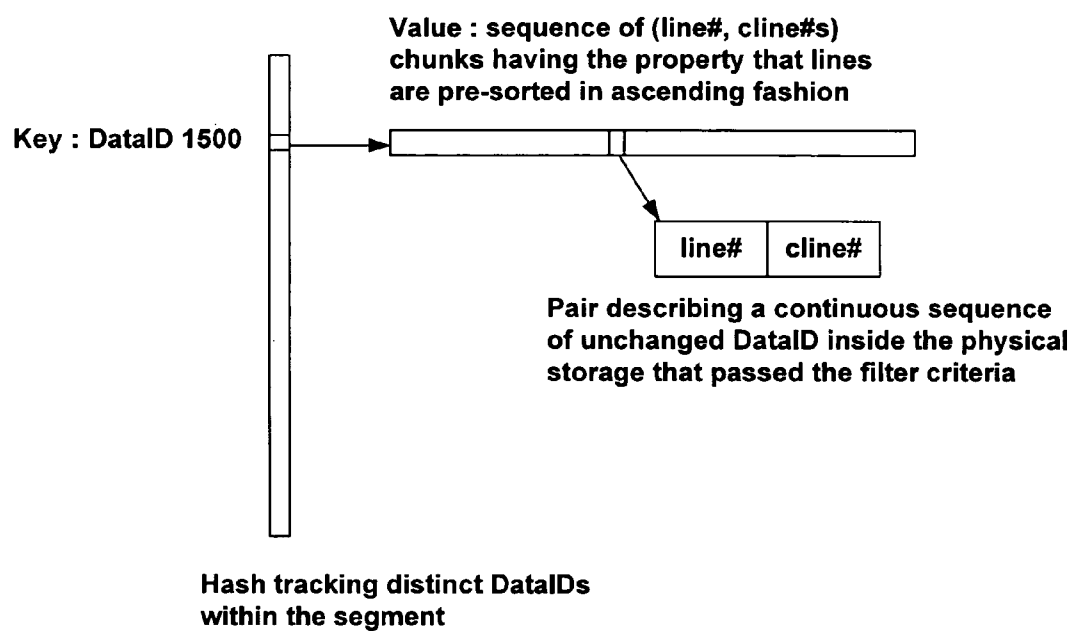 Value : sequence of (line#, cline#s)
chunks having the property that lines
are pre-sorted in ascending fashion
Key : DataID 1500
line# cline#
Pair describing a continuous sequence
of unchanged DataID inside the physical
storage that passed the filter criteria
Hash tracking distinct DataIDs
within the segment